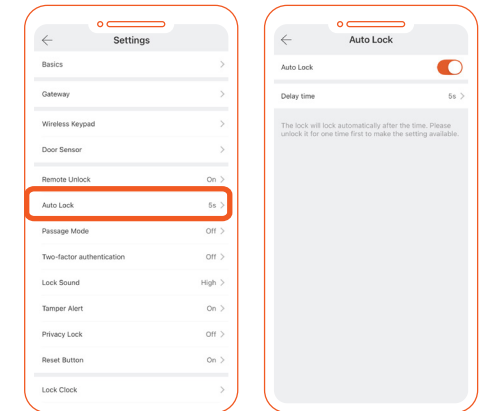 Settings
Basics
Gateway
Wireless Keypad
Door Sensor
Remote Unlock On
Auto Lock 5s
Passage Mode Off
Two-factor authentication Off
Lock Sound High
Tamper Alert On
Privacy Lock Off
Reset Button On
Lock Clock
Auto Lock
Auto Lock
Delay time 5s
The lock will lock automatically after the time. Please
unlock it for one time first to make the setting available.